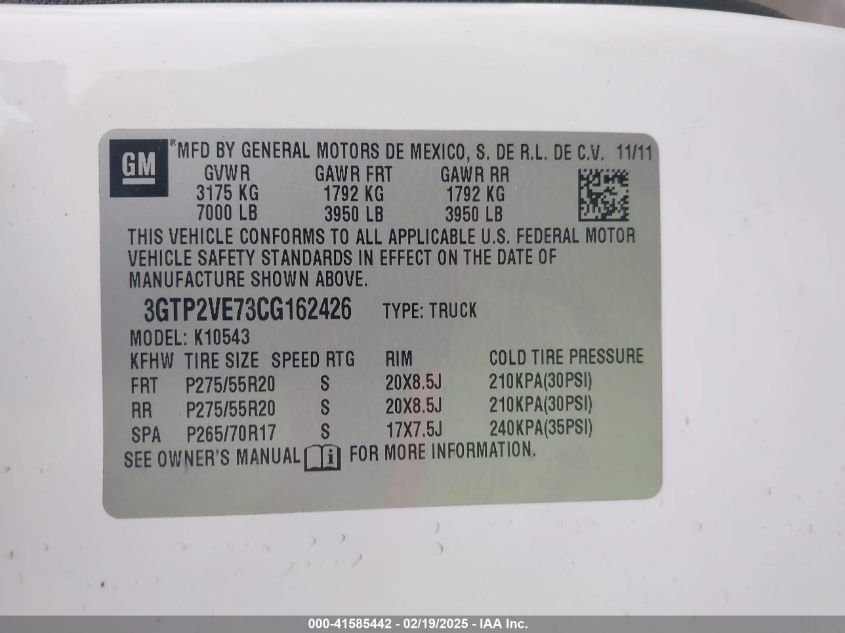 GM
® MFD BY GENERAL MOTORS DE MEXICO, S. DE R.L. DE C.V. 11/11
GVWR GAWR FRT GAWR RR
3175 KG 1792 KG 1792 KG
7000 LB 3950 LB 3950 LB
THIS VEHICLE CONFORMS TO ALL APPLICABLE U.S. FEDERAL MOTOR
VEHICLE SAFETY STANDARDS IN EFFECT ON THE DATE OF
MANUFACTURE SHOWN ABOVE.
3GTP2VE73CG162426 TYPE: TRUCK
MODEL: K10543
KFHW TIRE SIZE SPEED RTG RIM COLD TIRE PRESSURE
FRT P275/55R20 S 20X8.5J 210KPA(30PSI)
RR P275/55R20 S 20X8.5J 210KPA(30PSI)
SPA P265/70R17 S 17X7.5J 240KPA(35PSI)
SEE OWNER'S MANUAL i FOR MORE INFORMATION.
000-41585442 - 02/19/2025 - IAA Inc.